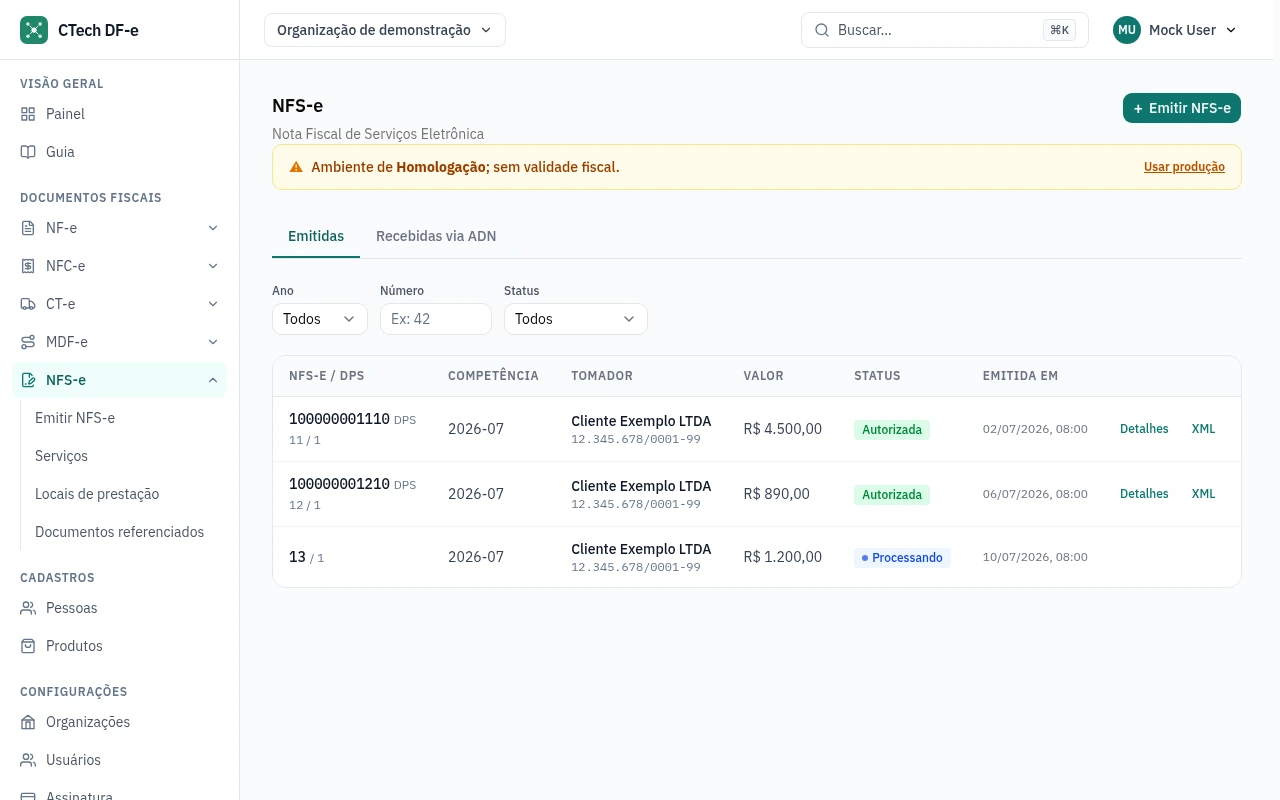 CTech DF-e
Organização de demonstração
Buscar...
⌘K
MU
Mock User
VISÃO GERAL
Painel
Guia
DOCUMENTOS FISCAIS
NF-e
NFC-e
CT-e
MDF-e
NFS-e
Emitir NFS-e
Serviços
Locais de prestação
Documentos referenciados
CADASTROS
Pessoas
Produtos
CONFIGURAÇÕES
Organizações
Usuários
Assinatura
NFS-e
+ Emitir NFS-e
Nota Fiscal de Serviços Eletrônica
Ambiente de Homologação; sem validade fiscal.
Usar produção
Emitidas
Recebidas via ADN
Ano
Número
Status
Todos
Ex: 42
Todos
NFS-E / DPS
COMPETÊNCIA
TOMADOR
VALOR
STATUS
EMITIDA EM
100000001110 DPS
11 / 1
2026-07
Cliente Exemplo LTDA
12.345.678/0001-99
R$ 4.500,00
Autorizada
02/07/2026, 08:00
Detalhes
XML
100000001210 DPS
12 / 1
2026-07
Cliente Exemplo LTDA
12.345.678/0001-99
R$ 890,00
Autorizada
06/07/2026, 08:00
Detalhes
XML
13 / 1
2026-07
Cliente Exemplo LTDA
12.345.678/0001-99
R$ 1.200,00
Processando
10/07/2026, 08:00